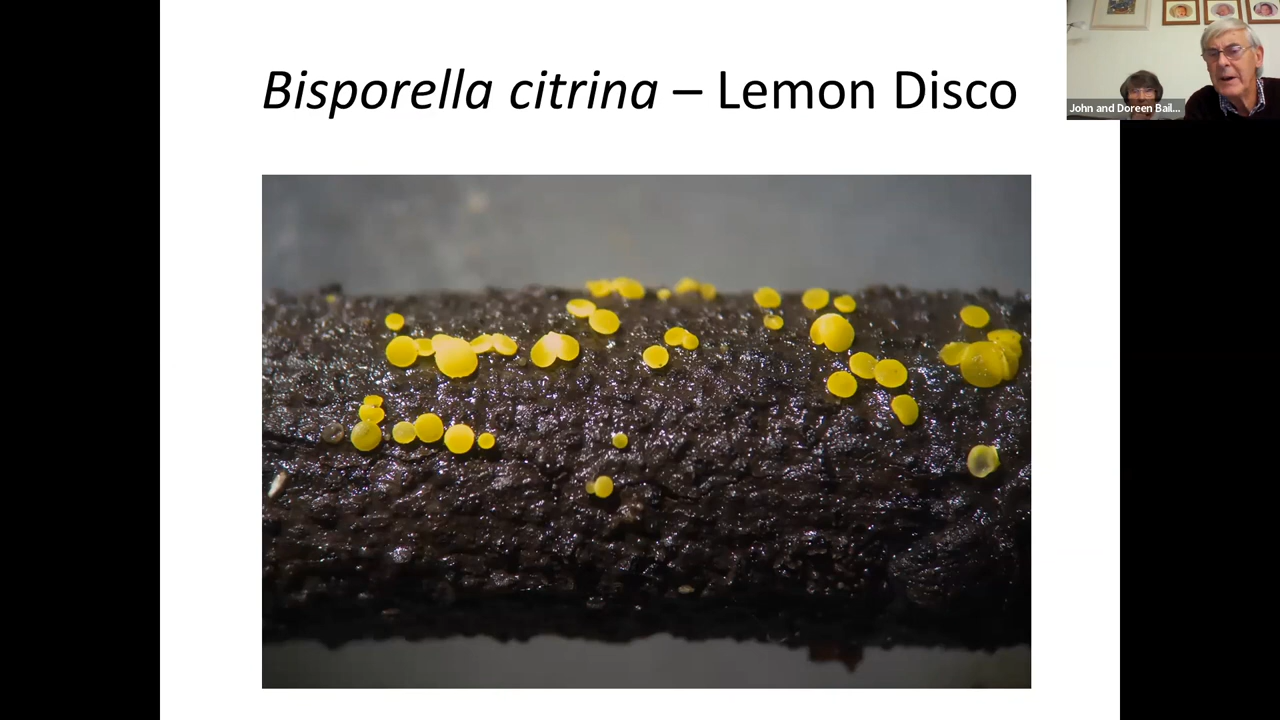 Bisporella citrina – Lemon Disco
John and Doreen Bail...